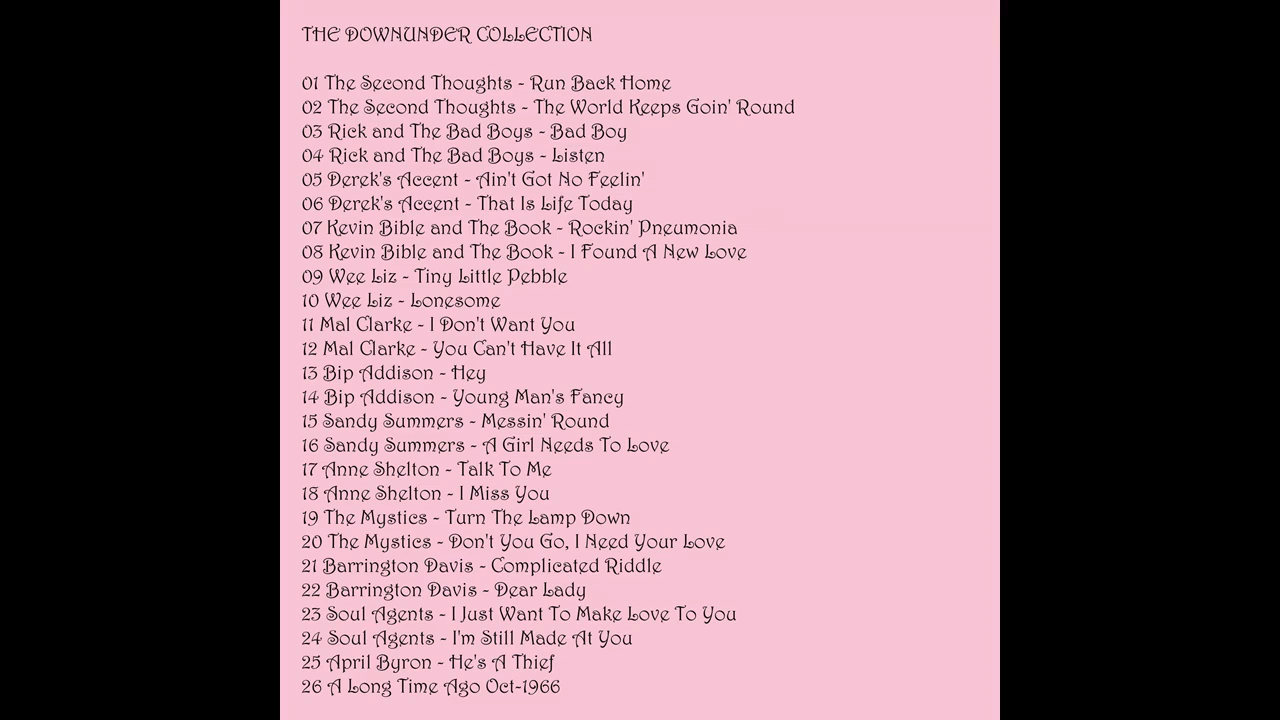 THE DOWNUNDER COLLECTION
01 The Second Thoughts - Run Back Home
02 The Second Thoughts - The World Keeps Goin' Round
03 Rick and The Bad Boys - Bad Boy
04 Rick and The Bad Boys - Listen
05 Derek's Accent - Ain't Got No Feelin'
06 Derek's Accent - That Is Life Today
07 Kevin Bible and The Book - Rockin' Pneumonia
08 Kevin Bible and The Book - I Found A New Love
09 Wee Liz - Tiny Little Pebble
10 Wee Liz - Lonesome
11 Mal Clarke - I Don't Want You
12 Mal Clarke - You Can't Have It All
13 Bip Addison - Hey
14 Bip Addison - Young Man's Fancy
15 Sandy Summers - Messin' Round
16 Sandy Summers - A Girl Needs To Love
17 Anne Shelton - Talk To Me
18 Anne Shelton - I Miss You
19 The Mystics - Turn The Lamp Down
20 The Mystics - Don't You Go, I Need Your Love
21 Barrington Davis - Complicated Riddle
22 Barrington Davis - Dear Lady
23 Soul Agents - I Just Want To Make Love To You
24 Soul Agents - I'm Still Made At You
25 April Byron - He's A Thief
26 A Long Time Ago Oct-1966